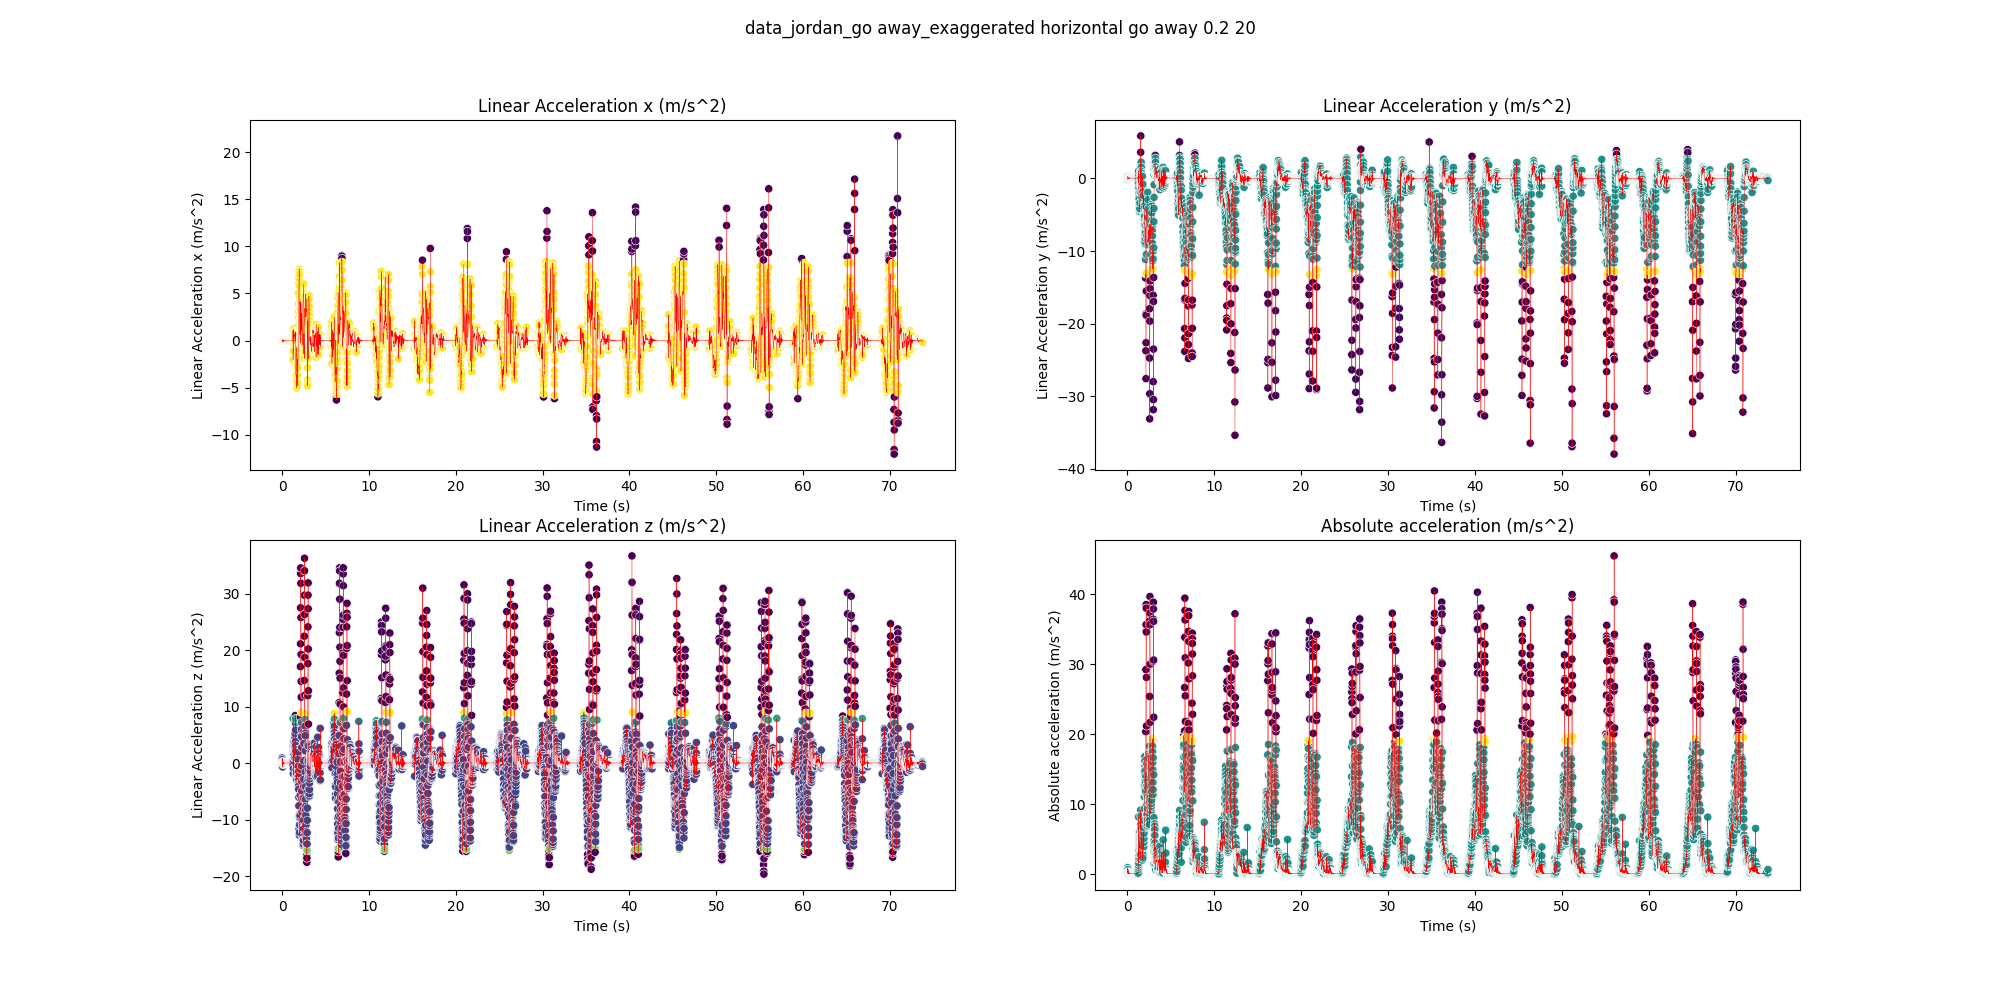 data_jordan_go away_exaggerated horizontal go away 0.2 20
Linear Acceleration x (m/s^2)
Linear Acceleration x (m/s^2)
20
15
10
5
0
−5
−10
0 10 20 30 40 50 60 70
Time (s)
Linear Acceleration y (m/s^2)
Linear Acceleration y (m/s^2)
0
−10
−20
−30
−40
0 10 20 30 40 50 60 70
Time (s)
Linear Acceleration z (m/s^2)
Linear Acceleration z (m/s^2)
30
20
10
0
−10
−20
0 10 20 30 40 50 60 70
Time (s)
Absolute acceleration (m/s^2)
Absolute acceleration (m/s^2)
40
30
20
10
0
0 10 20 30 40 50 60 70
Time (s)